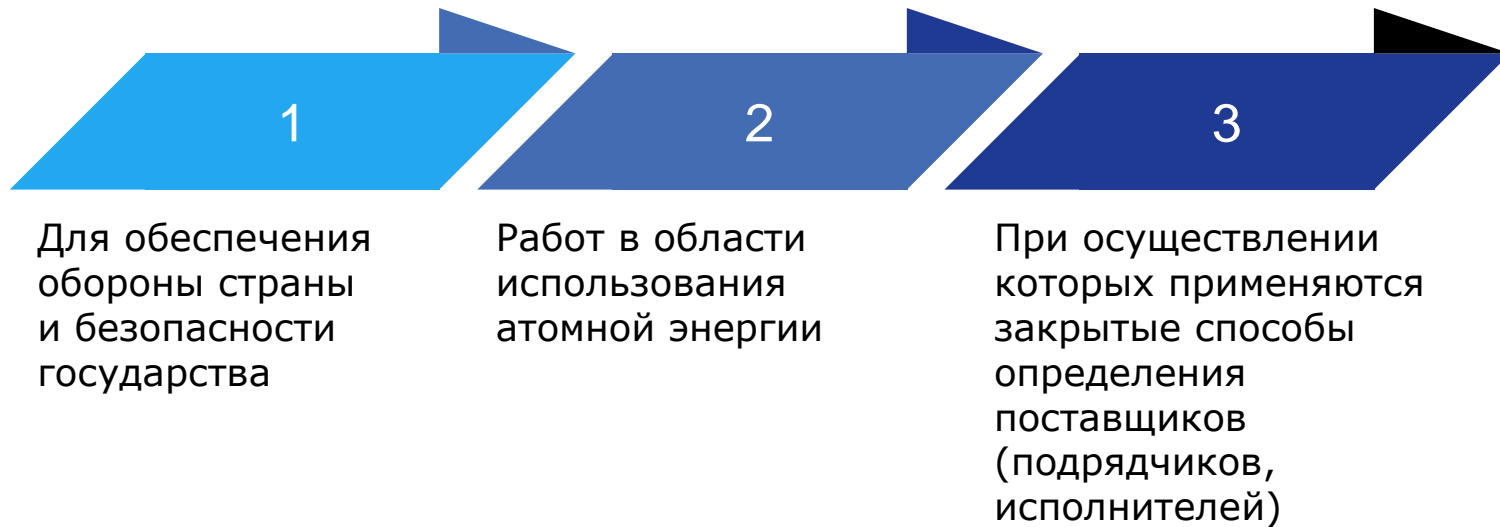 1
Для обеспечения
обороны страны
и безопасности
государства
2
Работ в области
использования
атомной энергии
3
При осуществлении
которых применяются
закрытые способы
определения
поставщиков
(подрядчиков,
исполнителей)